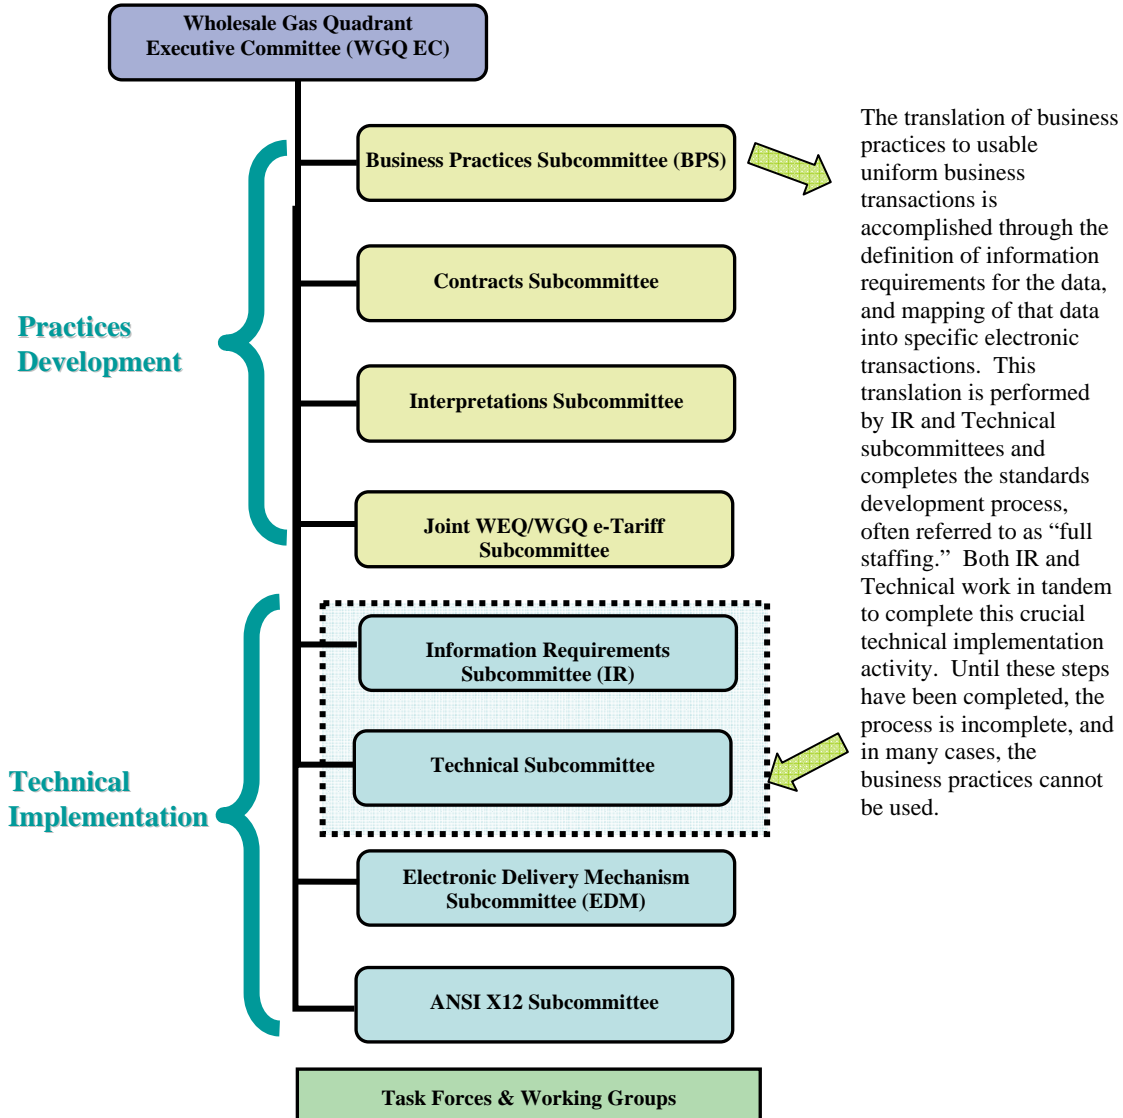 Wholesale Gas Quadrant
Executive Committee (WGQ EC)
Business Practices Subcommittee (BPS)
Contracts Subcommittee
Practices
Development
Interpretations Subcommittee
Joint WEQ/WGQ e-Tariff
Subcommittee
Information Requirements
Subcommittee (IR)
Technical Subcommittee
Technical
Implementation
Electronic Delivery Mechanism
Subcommittee (EDM)
ANSI X12 Subcommittee
Task Forces & Working Groups
The translation of business
practices to usable
uniform business
transactions is
accomplished through the
definition of information
requirements for the data,
and mapping of that data
into specific electronic
transactions.  This
translation is performed
by IR and Technical
subcommittees and
completes the standards
development process,
often referred to as “full
staffing.”  Both IR and
Technical work in tandem
to complete this crucial
technical implementation
activity.  Until these steps
have been completed, the
process is incomplete, and
in many cases, the
business practices cannot
be used.